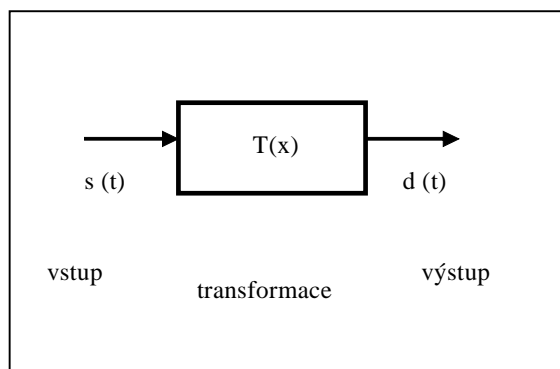 T(x)
s (t)
d (t)
vstup
transformace
výstup